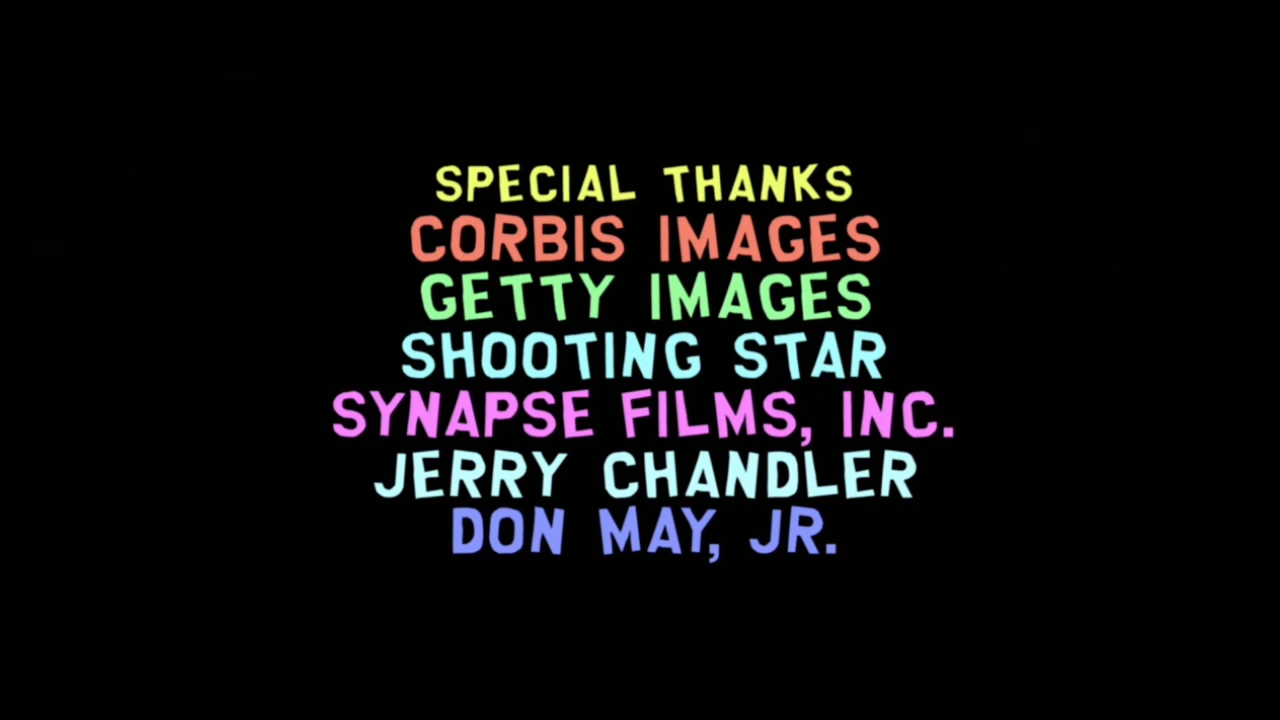 SPECIAL THANKS
CORBIS IMAGES
GETTY IMAGES
SHOOTING STAR
SYNAPSE FILMS, INC.
JERRY CHANDLER
DON MAY, JR.